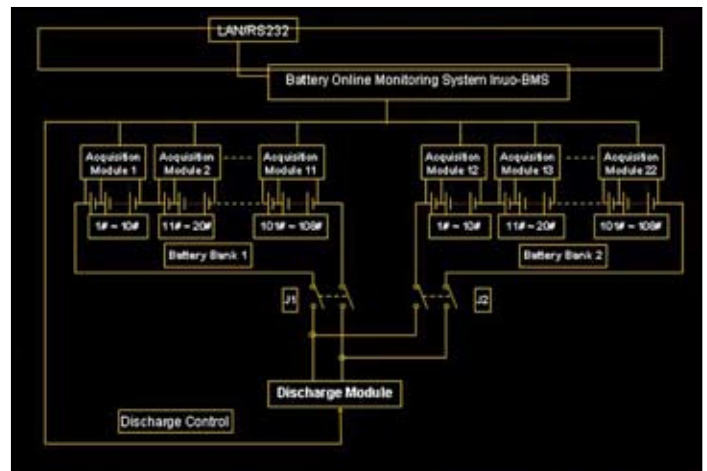 LAN/RS232
Battery Online Monitoring System Inuo-BMS
Acquisition
Module 1
Acquisition
Module 2
Acquisition
Module 11
Acquisition
Module 12
Acquisition
Module 13
Acquisition
Module 22
1# ~ 10#
11# ~ 20#
101# ~ 108#
1# ~ 10#
11# ~ 20#
101# ~ 108#
Battery Bank 1
Battery Bank 2
J1
J2
Discharge Module
Discharge Control